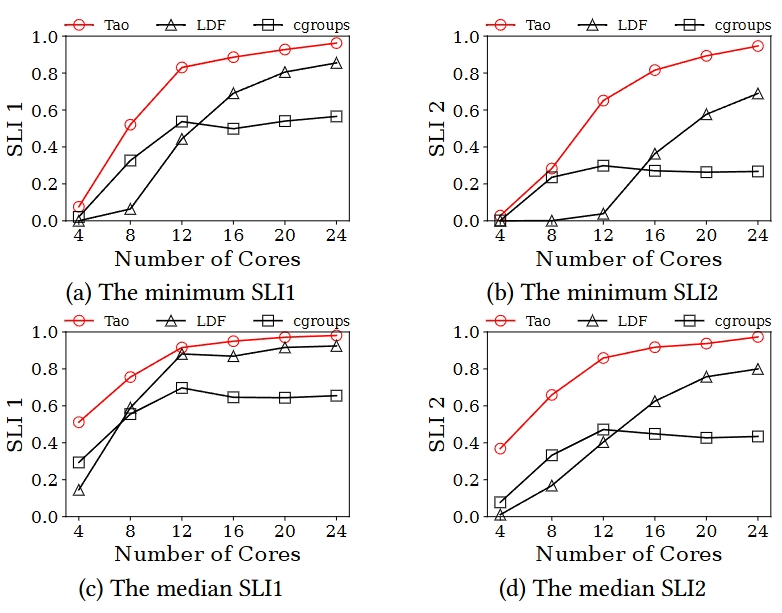 Tao LDF cgroups
1.0
0.8
0.6
0.4
0.2
0.0
SLI 1
4 8 12 16 20 24
Number of Cores
(a) The minimum SLI1
Tao LDF cgroups
1.0
0.8
0.6
0.4
0.2
0.0
SLI 2
4 8 12 16 20 24
Number of Cores
(b) The minimum SLI2
Tao LDF cgroups
1.0
0.8
0.6
0.4
0.2
0.0
SLI 1
4 8 12 16 20 24
Number of Cores
(c) The median SLI1
Tao LDF cgroups
1.0
0.8
0.6
0.4
0.2
0.0
SLI 2
4 8 12 16 20 24
Number of Cores
(d) The median SLI2